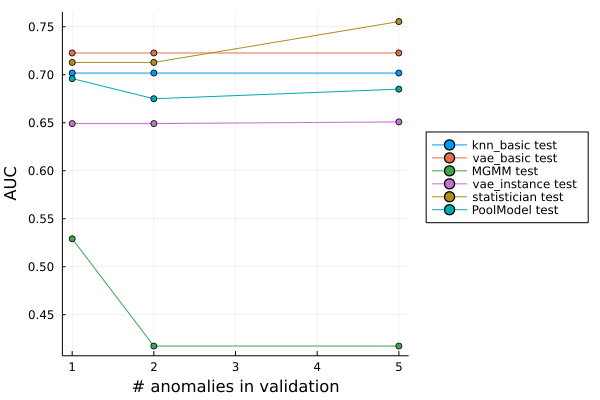 0.75
0.70
0.65
0.60
0.55
0.50
0.45
AUC
1 2 3 4 5
# anomalies in validation
knn_basic test
vae_basic test
MGMM test
vae_instance test
statistician test
PoolModel test